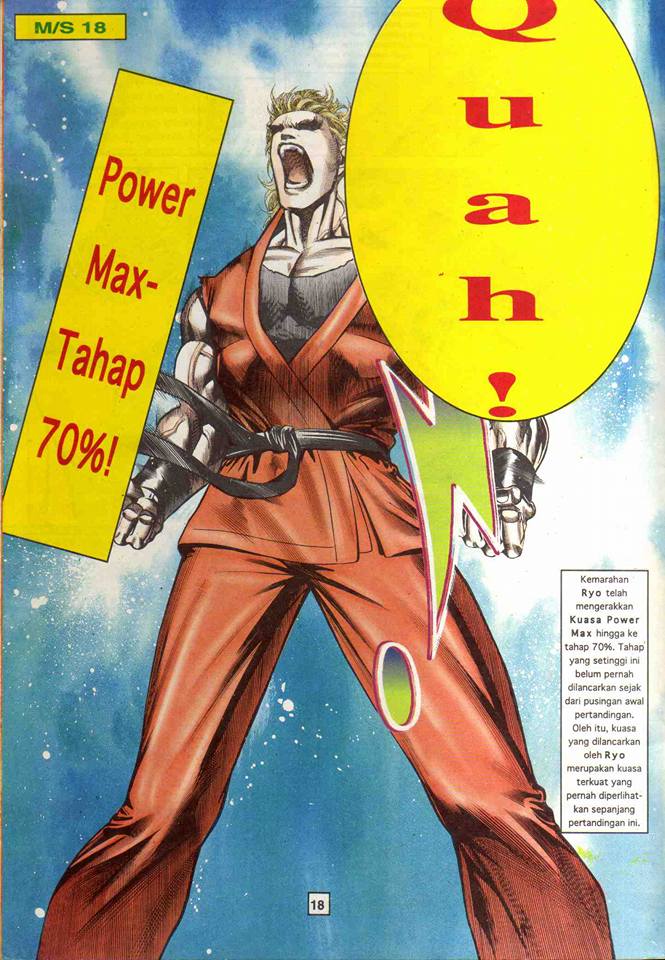 M/S 18
Quah!
Power
Max-
Tahap
70%!
Kemarahan
Ryo telah
mengerakkan
Kuasa Power
Max hingga ke
tahap 70%. Tahap
yang setinggi ini
belum pernah
dilancarkan sejak
dari pusingan awal
pertandingan.
Oleh itu, kuasa
yang dilancarkan
oleh Ryo
merupakan kuasa
terkuat yang
pernah diperlihat-
kan sepanjang
pertandingan ini.
18